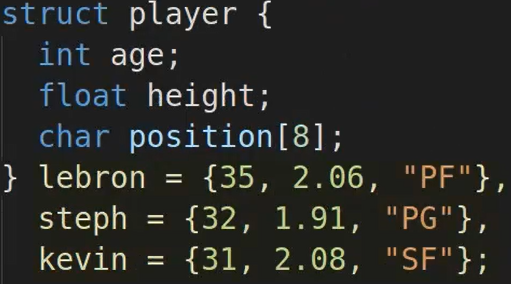 struct player {
  int age;
  float height;
  char position[8];
} lebron = {35, 2.06, "PF"},
  steph = {32, 1.91, "PG"},
  kevin = {31, 2.08, "SF"};